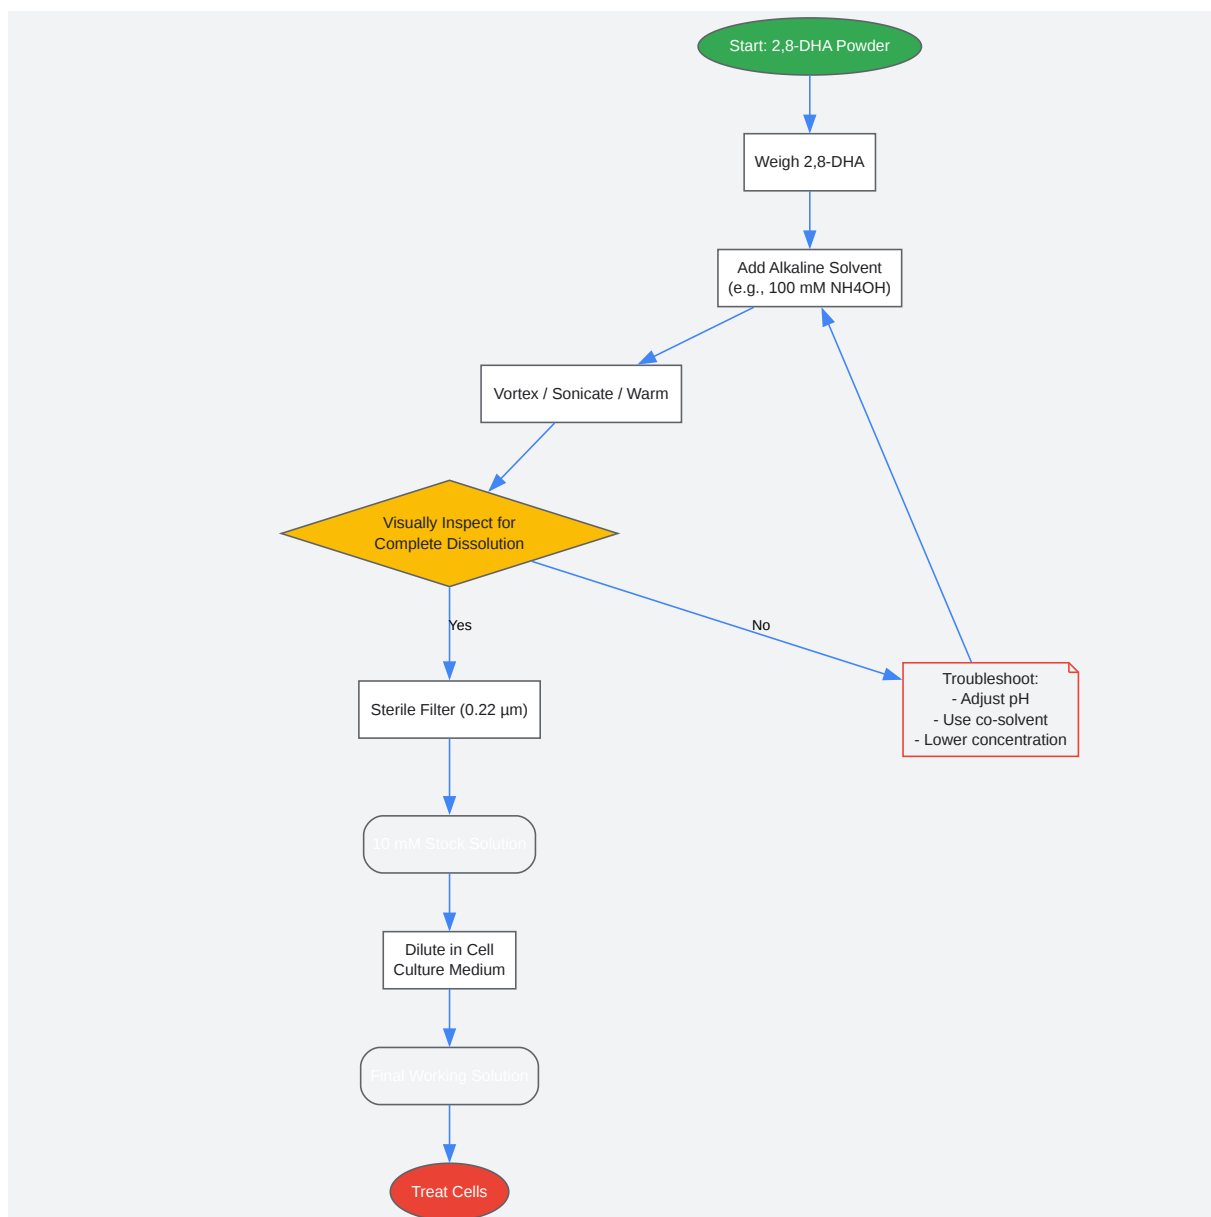 Start: 2,8-DHA Powder
Weigh 2,8-DHA
Add Alkaline Solvent
(e.g., 100 mM NH4OH)
Vortex / Sonicate / Warm
Visually Inspect for
Complete Dissolution
Yes
No
Sterile Filter (0.22 µm)
Troubleshoot:
- Adjust pH
- Use co-solvent
- Lower concentration
10 mM Stock Solution
Dilute in Cell
Culture Medium
Final Working Solution
Treat Cells